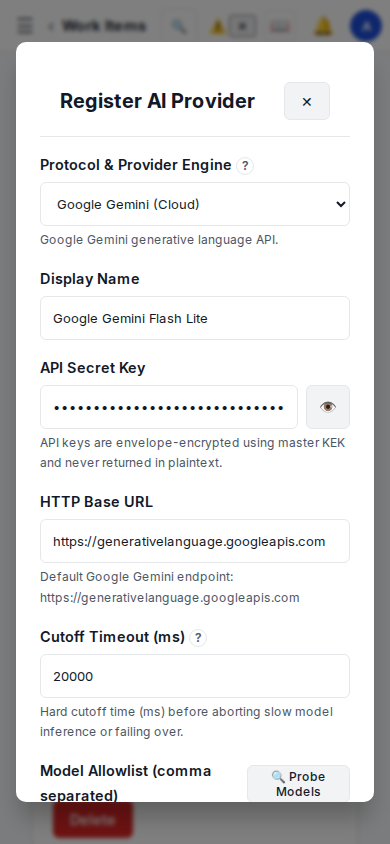 Work Items
Register AI Provider
✕
Protocol & Provider Engine ?
Google Gemini (Cloud)
Google Gemini generative language API.
Display Name
Google Gemini Flash Lite
API Secret Key
•••••••••••••••••••••••••••••
API keys are envelope-encrypted using master KEK
and never returned in plaintext.
HTTP Base URL
https://generativelanguage.googleapis.com
Default Google Gemini endpoint:
https://generativelanguage.googleapis.com
Cutoff Timeout (ms) ?
20000
Hard cutoff time (ms) before aborting slow model
inference or failing over.
Model Allowlist (comma
separated)
🔍 Probe
Models
Delete